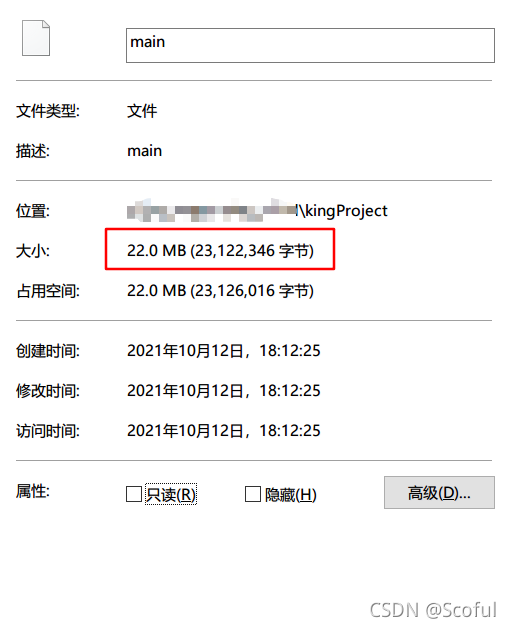 main
文件类型: 文件
描述: main
位置: \kingProject
大小: 22.0 MB (23,122,346 字节)
占用空间: 22.0 MB (23,126,016 字节)
创建时间: 2021年10月12日，18:12:25
修改时间: 2021年10月12日，18:12:25
访问时间: 2021年10月12日，18:12:25
属性: 只读(R) 隐藏(H) 高级(D)...
CSDN @Scoful